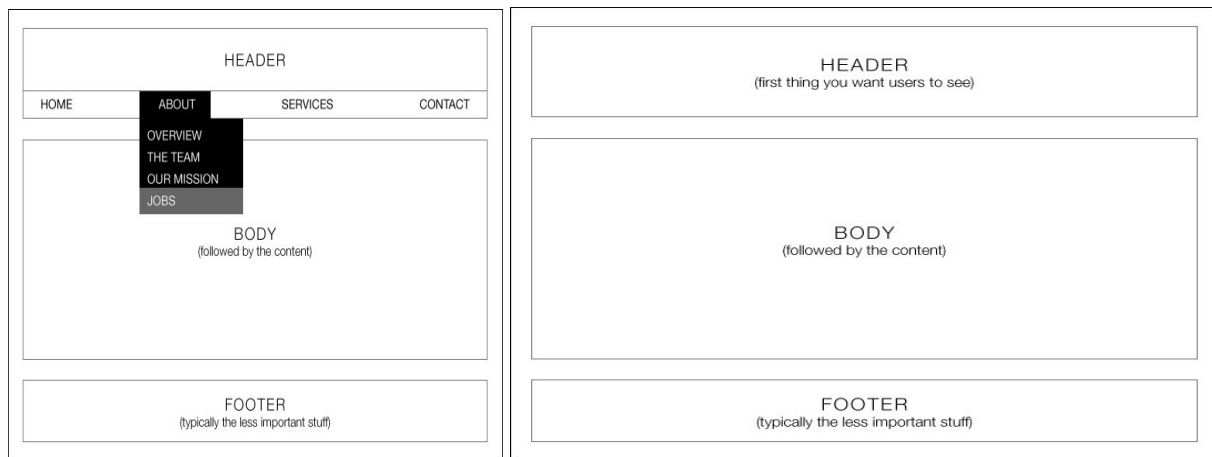 HEADER
HOME ABOUT SERVICES CONTACT
OVERVIEW
THE TEAM
OUR MISSION
JOBS
BODY
(followed by the content)
FOOTER
(typically the less important stuff)
HEADER
(first thing you want users to see)
BODY
(followed by the content)
FOOTER
(typically the less important stuff)